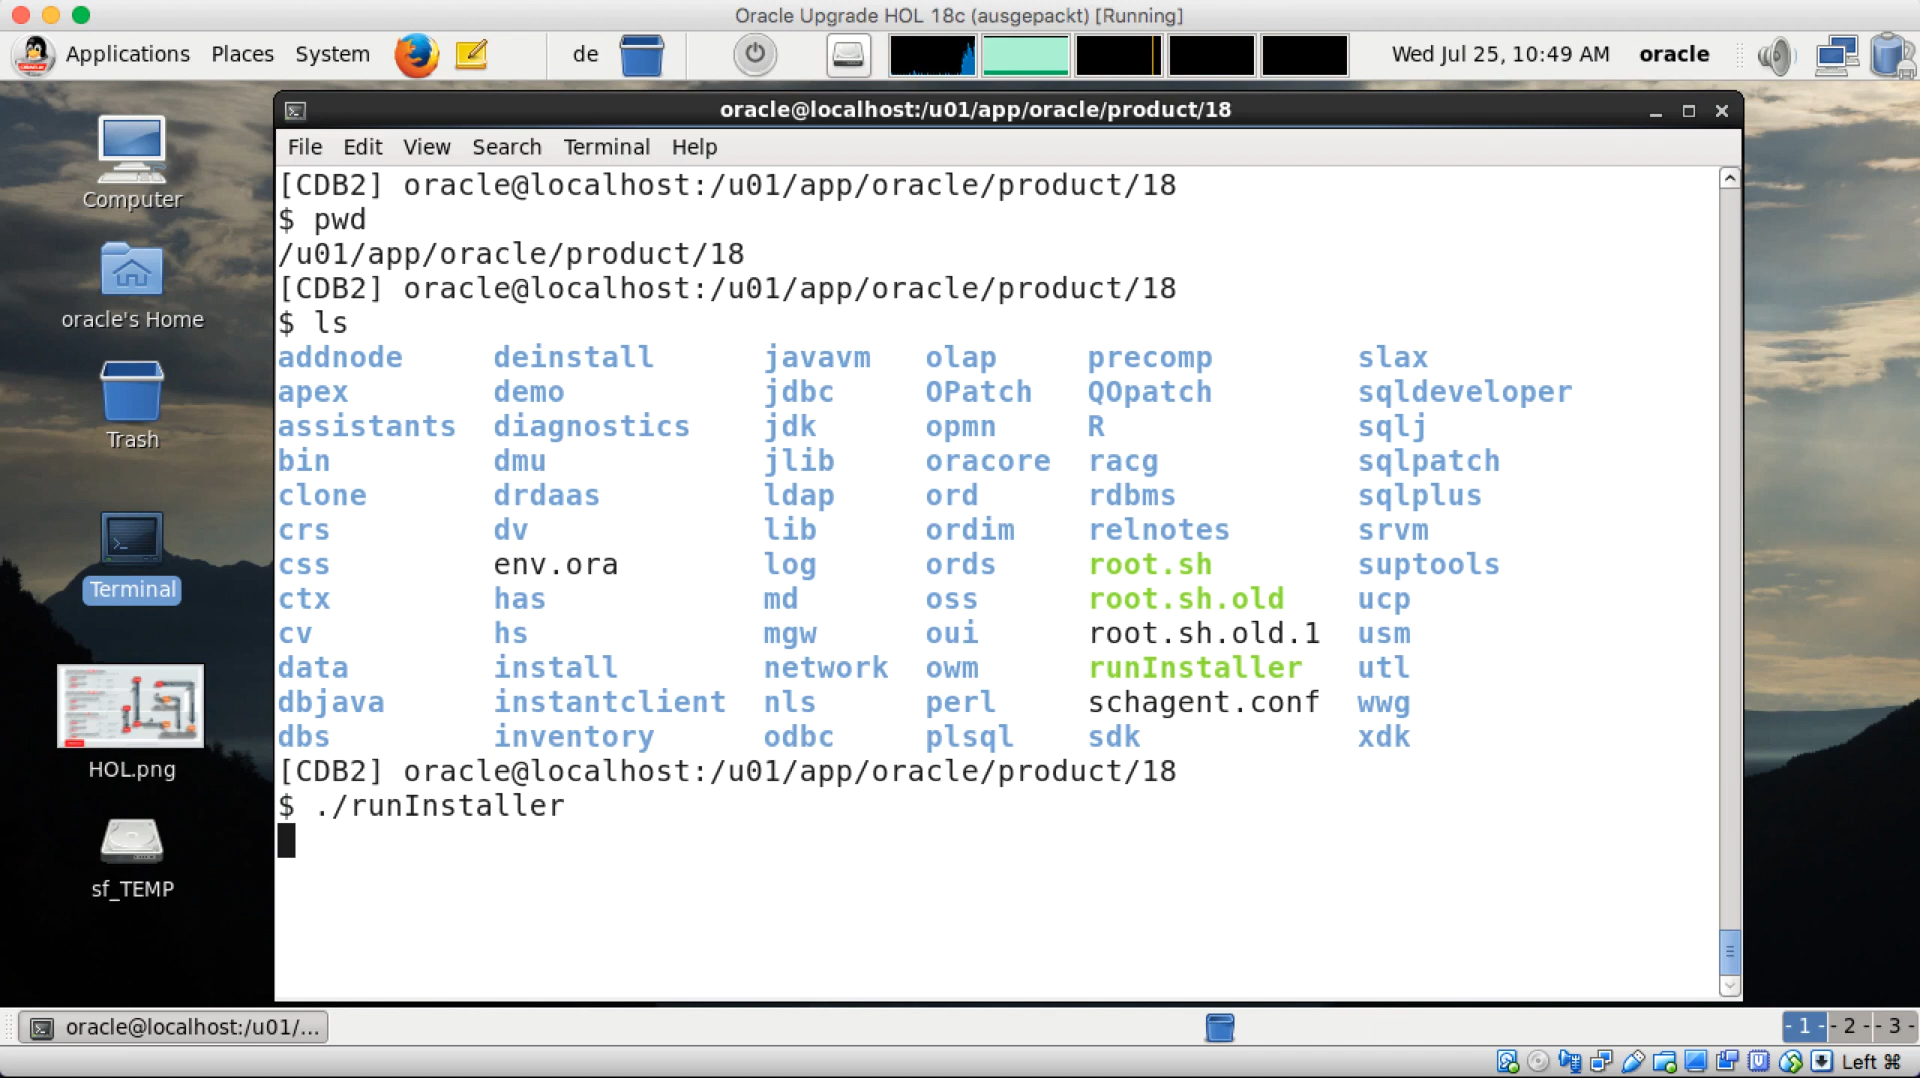 Oracle Upgrade HOL 18c (ausgepackt) [Running]
Applications Places System de Wed Jul 25, 10:49 AM oracle
oracle@localhost:/u01/app/oracle/product/18
File Edit View Search Terminal Help
[CDB2] oracle@localhost:/u01/app/oracle/product/18
$ pwd
/u01/app/oracle/product/18
[CDB2] oracle@localhost:/u01/app/oracle/product/18
$ ls
addnode deinstall javavm olap precomp slax
apex demo jdbc OPatch QOpatch sqldeveloper
assistants diagnostics jdk opmn R sqlj
bin dmu jlib oracore racg sqlpatch
clone drdaas ldap ord rdbms sqlplus
crs dv lib ordim relnotes srvm
css env.ora log ords root.sh suptools
ctx has md oss root.sh.old ucp
cv hs mgw oui root.sh.old.1 usm
data install network owm runInstaller utl
dbjava instantclient nls perl schagent.conf wwg
dbs inventory odbc plsql sdk xdk
[CDB2] oracle@localhost:/u01/app/oracle/product/18
$ ./runInstaller
Computer
oracle's Home
Trash
Terminal
HOL.png
sf_TEMP
oracle@localhost:/u01/...
- 1 - - 2 - - 3 -
Left ⌘